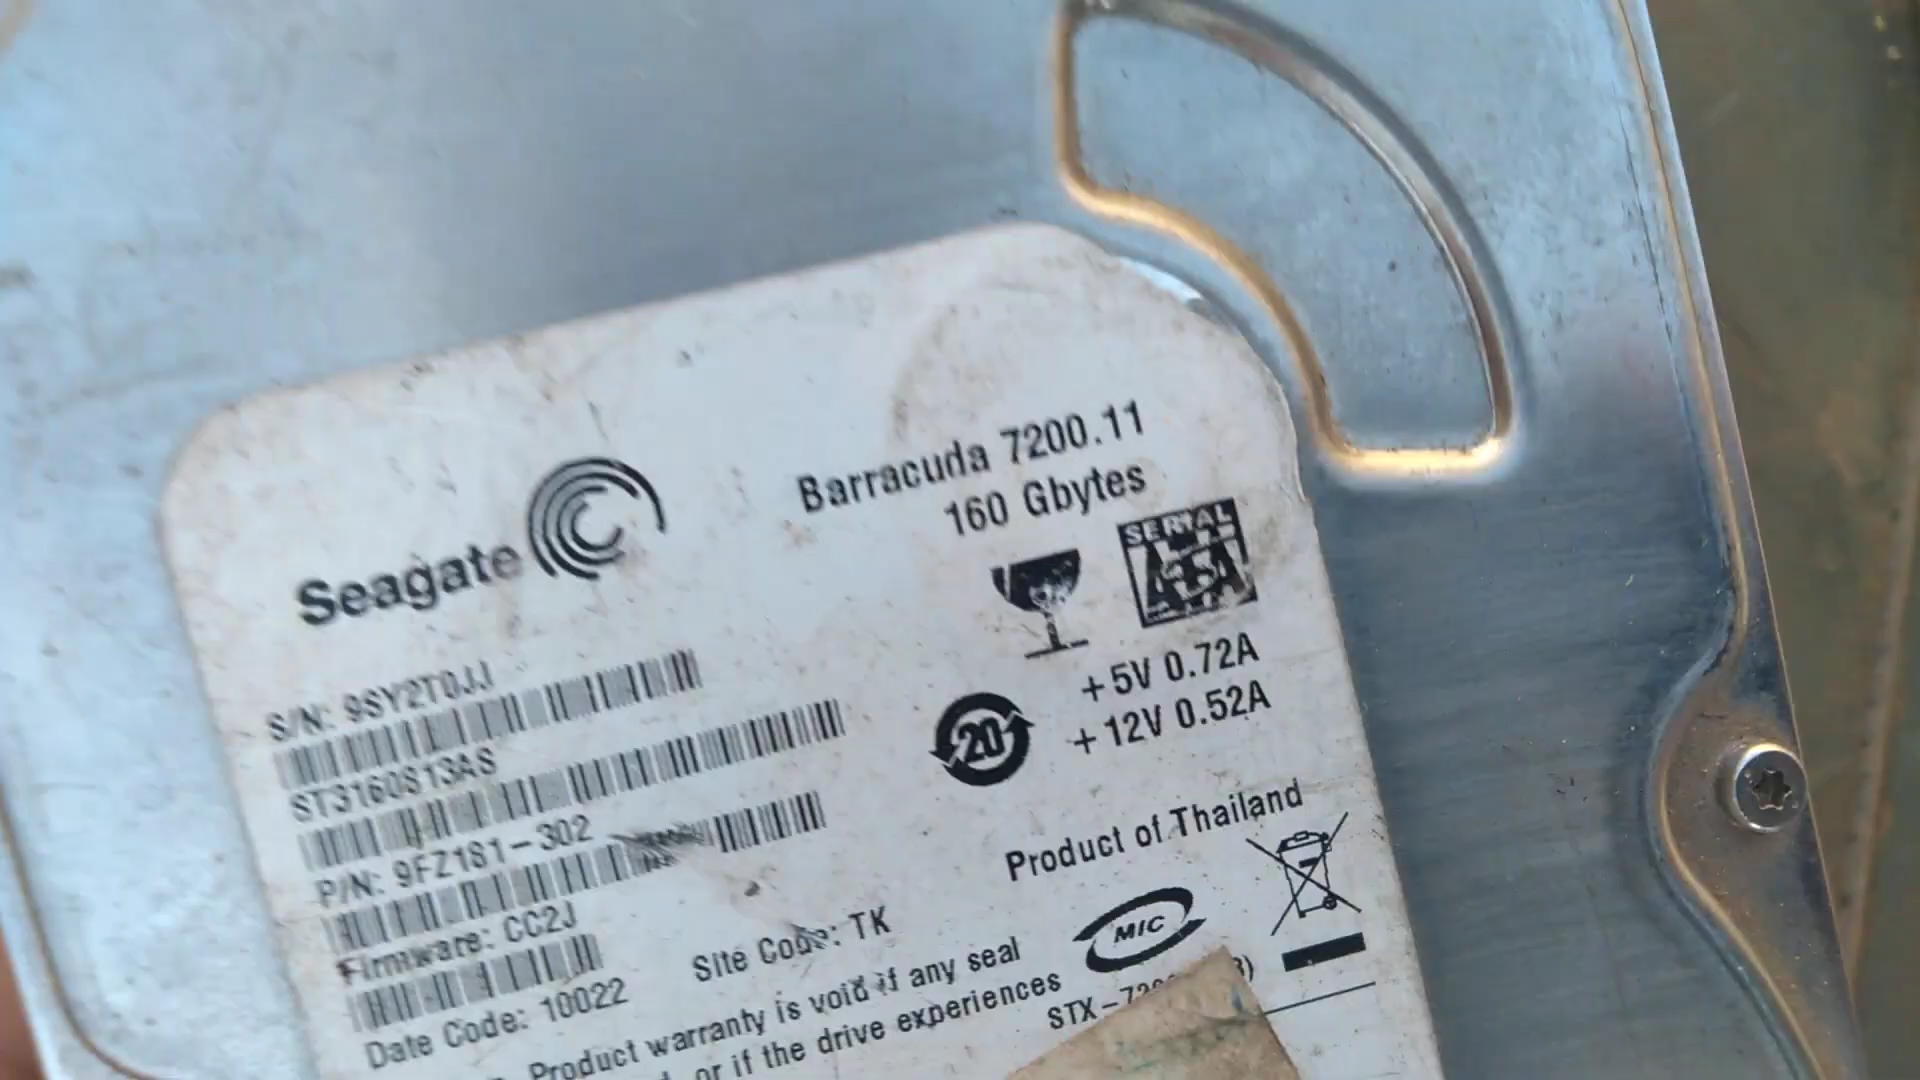 Seagate
Barracuda 7200.11
160 Gbytes
SERIAL
ATA
+5V 0.72A
+12V 0.52A
20
S/N: 9SY2T0JJ
ST3160813AS
P/N: 9FZ181-302
Firmware: CC2J
Date Code: 10022
Site Code: TK
Product of Thailand
MIC
Product warranty is void if any seal
or if the drive experiences